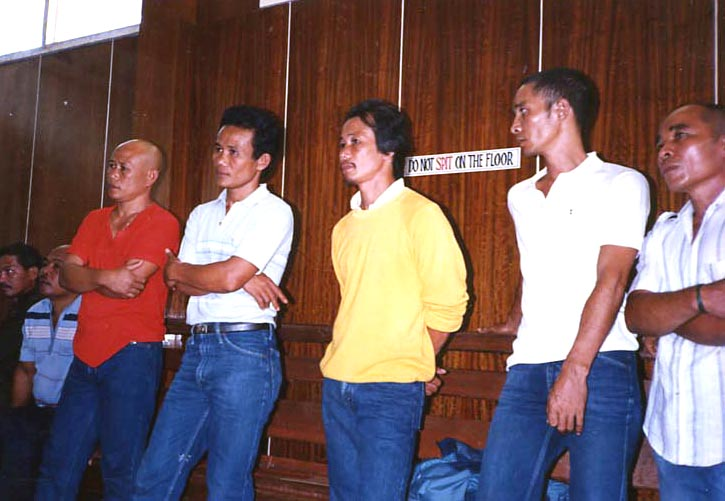 DO NOT SPIT ON THE FLOOR